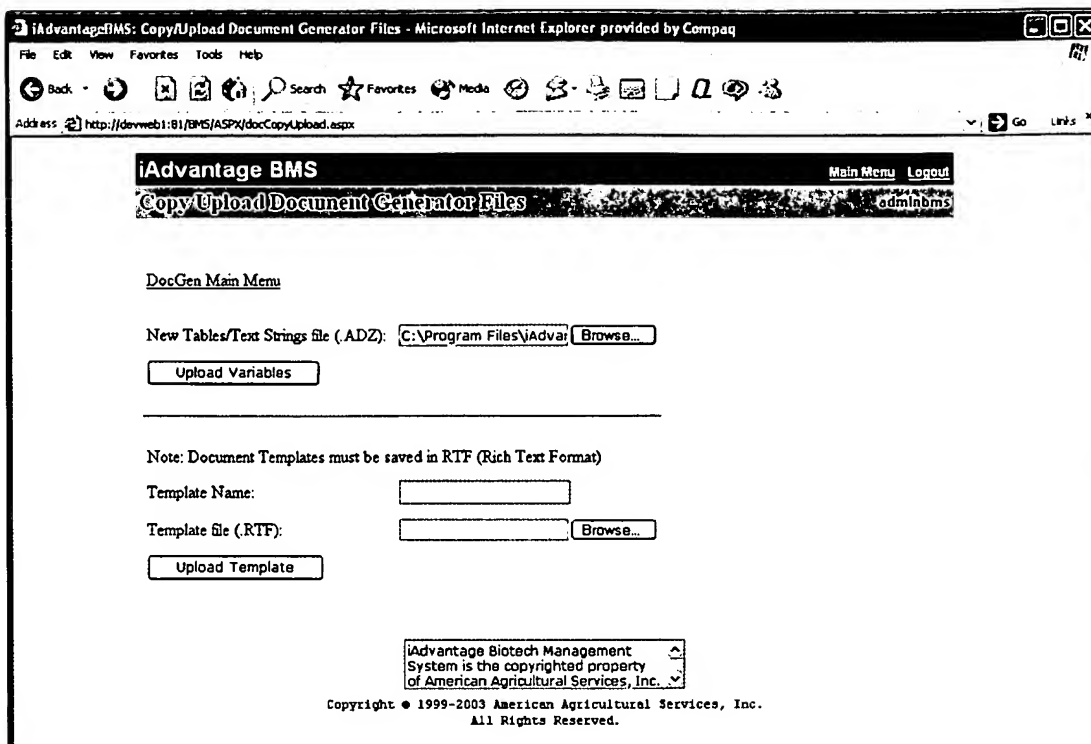 iAdvantageBMS: Copy/Upload Document Generator Files - Microsoft Internet Explorer provided by Compaq
File Edit View Favorites Tools Help
Back Search Favorites Media
Address http://devweb1:81/BMS/ASPX/docCopyUpload.aspx Go Links
iAdvantage BMS Main Menu Logout
Copy/Upload Document Generator Files adminbms
DocGen Main Menu
New Tables/Text Strings file (.ADZ): C:\Program Files\iAdvan Browse...
Upload Variables
Note: Document Templates must be saved in RTF (Rich Text Format)
Template Name:
Template file (.RTF): Browse...
Upload Template
iAdvantage Biotech Management
System is the copyrighted property
of American Agricultural Services, Inc.
Copyright © 1999-2003 American Agricultural Services, Inc.
All Rights Reserved.